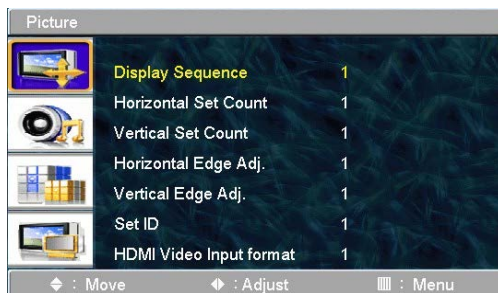 Picture
Display Sequence 1
Horizontal Set Count 1
Vertical Set Count 1
Horizontal Edge Adj. 1
Vertical Edge Adj. 1
Set ID 1
HDMI Video Input format 1
: Move : Adjust : Menu